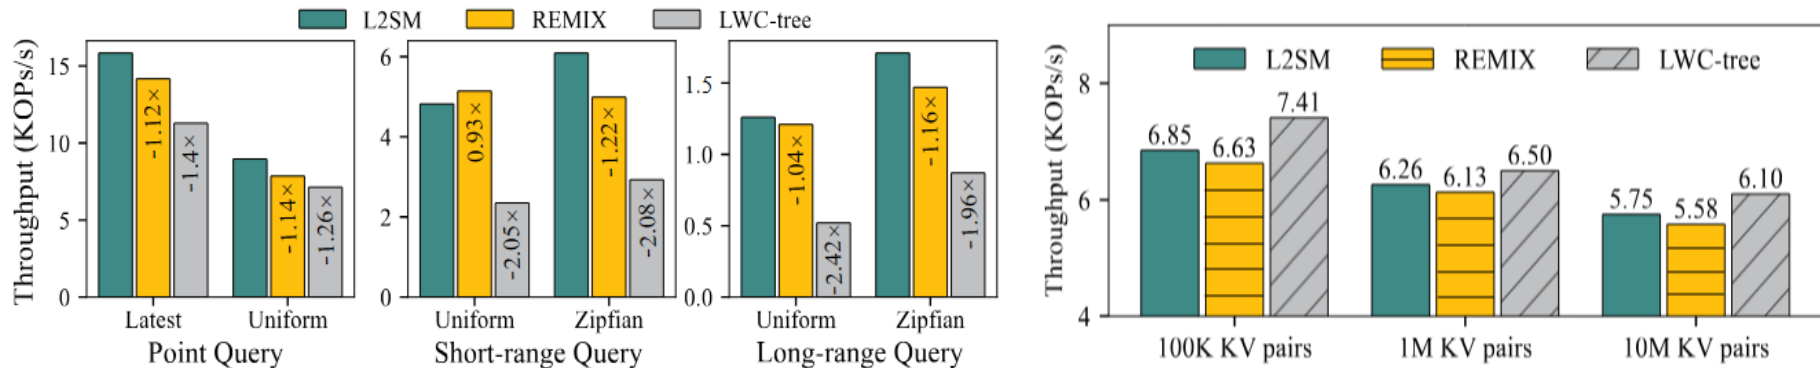 L2SM REMIX LWC-tree
Throughput (KOPs/s)
15
10
5
0
-1.12×
-1.4×
-1.14×
-1.26×
Latest Uniform
Point Query
6
4
2
0
0.93×
-2.05×
-1.22×
-2.08×
Uniform Zipfian
Short-range Query
1.5
1.0
0.5
0.0
-1.04×
-2.42×
-1.16×
-1.96×
Uniform Zipfian
Long-range Query
Throughput (KOPs/s)
8
6
4
L2SM REMIX LWC-tree
6.85 6.63 7.41
6.26 6.13 6.50
5.75 5.58 6.10
100K KV pairs 1M KV pairs 10M KV pairs